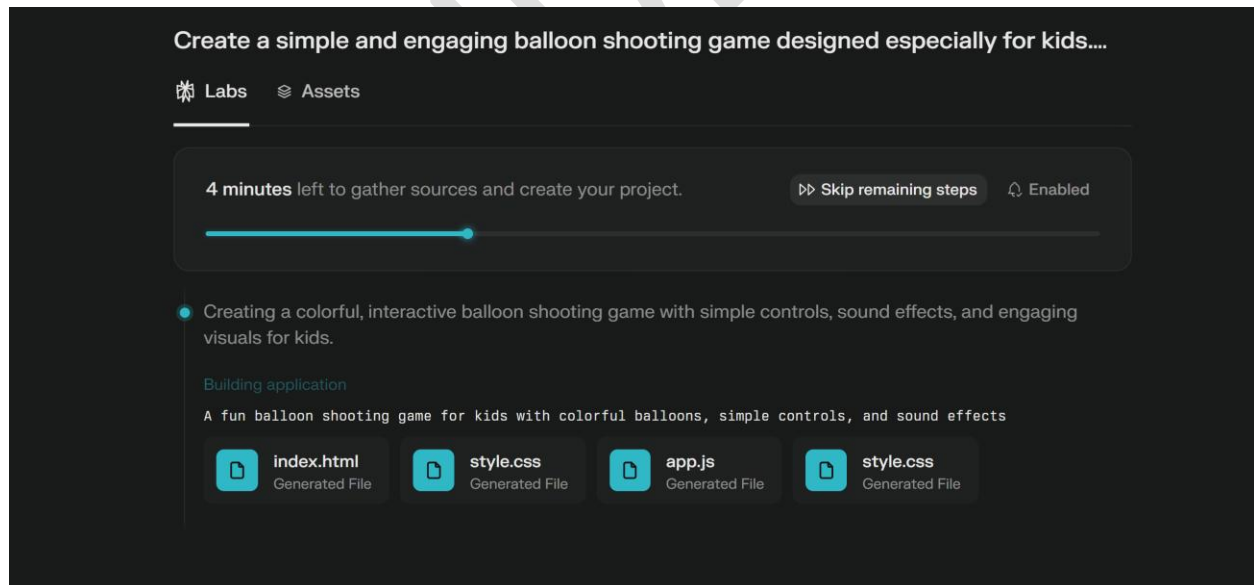 Create a simple and engaging balloon shooting game designed especially for kids....
Labs Assets
4 minutes left to gather sources and create your project. Skip remaining steps Enabled
Creating a colorful, interactive balloon shooting game with simple controls, sound effects, and engaging
visuals for kids.
Building application
A fun balloon shooting game for kids with colorful balloons, simple controls, and sound effects
index.html style.css app.js style.css
Generated File Generated File Generated File Generated File